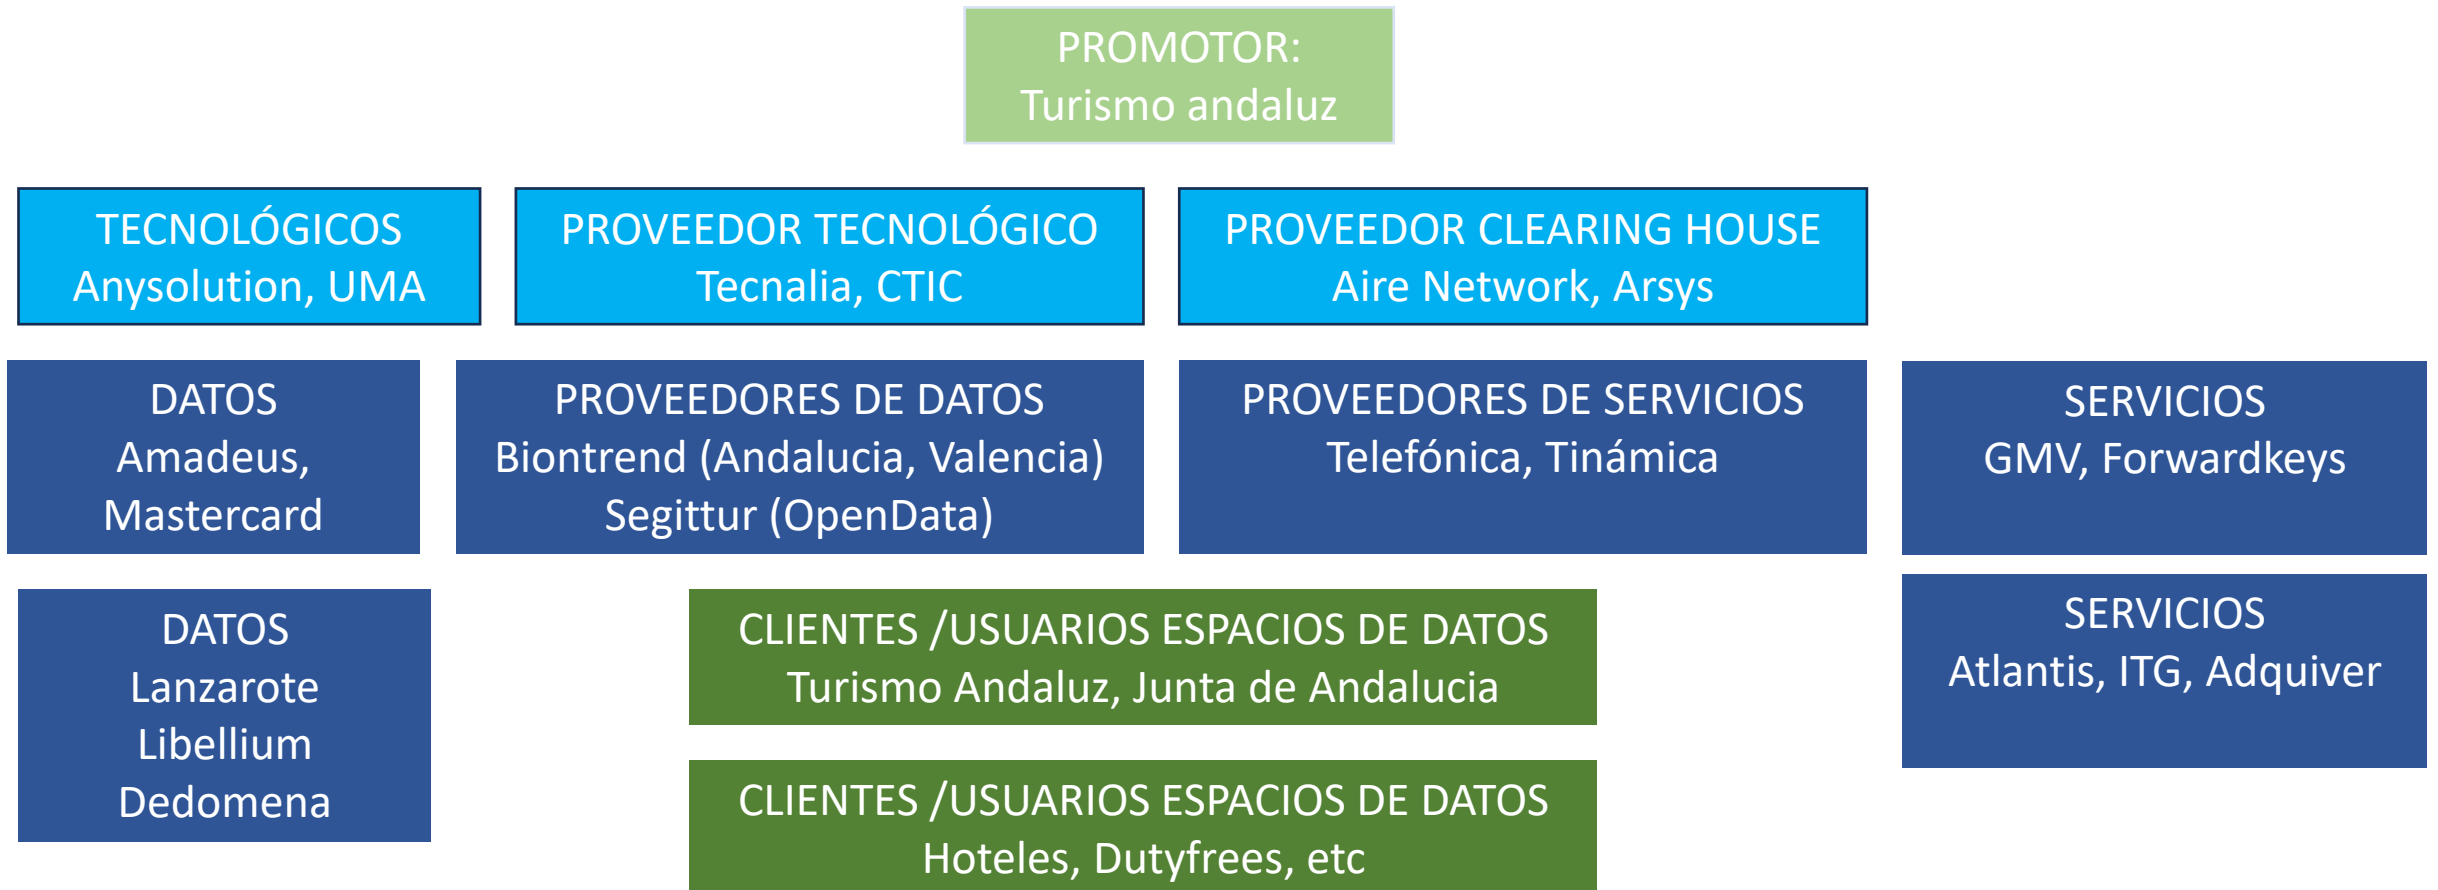 PROMOTOR:
Turismo andaluz
TECNOLÓGICOS
Anysolution, UMA
PROVEEDOR TECNOLÓGICO
Tecnalia, CTIC
PROVEEDOR CLEARING HOUSE
Aire Network, Arsys
DATOS
Amadeus,
Mastercard
PROVEEDORES DE DATOS
Biontrend (Andalucia, Valencia)
Segittur (OpenData)
PROVEEDORES DE SERVICIOS
Telefónica, Tinámica
SERVICIOS
GMV, Forwardkeys
DATOS
Lanzarote
Libellium
Dedomena
CLIENTES /USUARIOS ESPACIOS DE DATOS
Turismo Andaluz, Junta de Andalucia
SERVICIOS
Atlantis, ITG, Adquiver
CLIENTES /USUARIOS ESPACIOS DE DATOS
Hoteles, Dutyfrees, etc